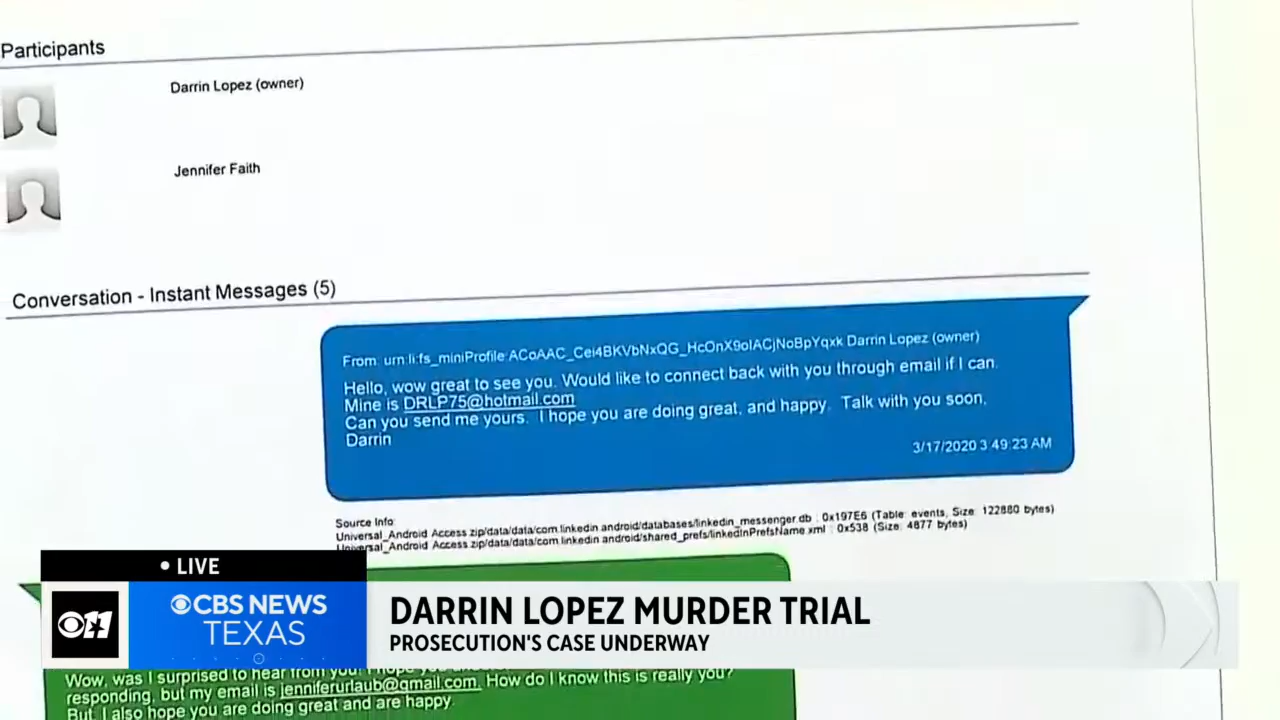 Participants
Darrin Lopez (owner)
Jennifer Faith
Conversation - Instant Messages (5)
From: urn:li:fs_miniProfile:ACoAAC_Cei4BKVbNxQG_HcOnX9oIACjNoBpYqxk Darrin Lopez (owner)
Hello, wow great to see you. Would like to connect back with you through email if I can.
Mine is DRLP75@hotmail.com
Can you send me yours. I hope you are doing great, and happy. Talk with you soon,
Darrin
3/17/2020 3:49:23 AM
Source Info:
Universal_Android Access.zip/data/data/com.linkedin.android/databases/linkedin_messenger.db : 0x197E6 (Table: events, Size: 122880 bytes)
Universal_Android Access.zip/data/data/com.linkedin.android/shared_prefs/linkedInPrefsName.xml : 0x538 (Size: 4877 bytes)
• LIVE
CBS NEWS
TEXAS
11
DARRIN LOPEZ MURDER TRIAL
PROSECUTION'S CASE UNDERWAY
Wow, was I surprised to hear from you! I hope you
responding, but my email is jenniferurlaub@gmail.com. How do I know this is really you?
But, I also hope you are doing great and are happy.